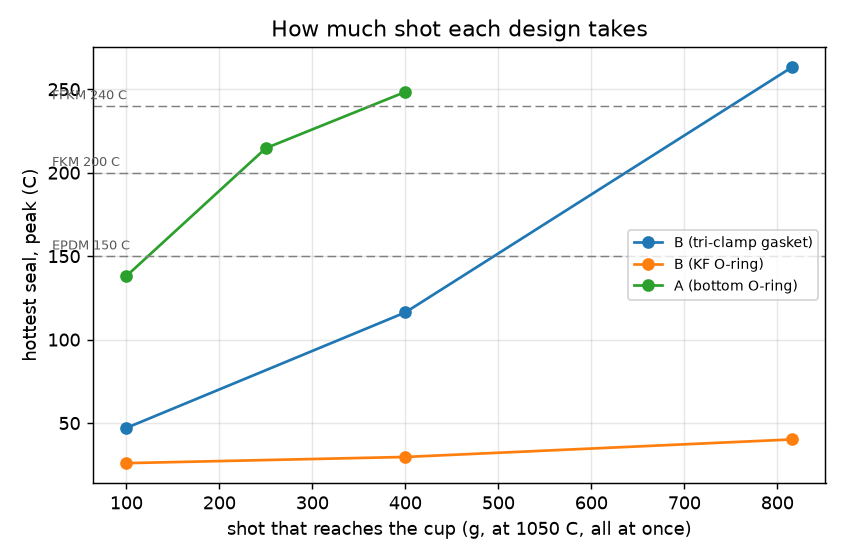 How much shot each design takes
hottest seal, peak (C)
250
200
150
100
50
FFKM 240 C
FKM 200 C
EPDM 150 C
B (tri-clamp gasket)
B (KF O-ring)
A (bottom O-ring)
100 200 300 400 500 600 700 800
shot that reaches the cup (g, at 1050 C, all at once)